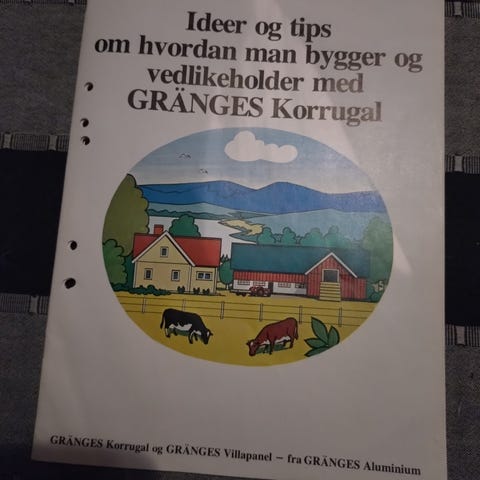 Ideer og tips
om hvordan man bygger og
vedlikeholder med
GRÄNGES Korrugal
GRÄNGES Korrugal og GRÄNGES Villapanel – fra GRÄNGES Aluminium